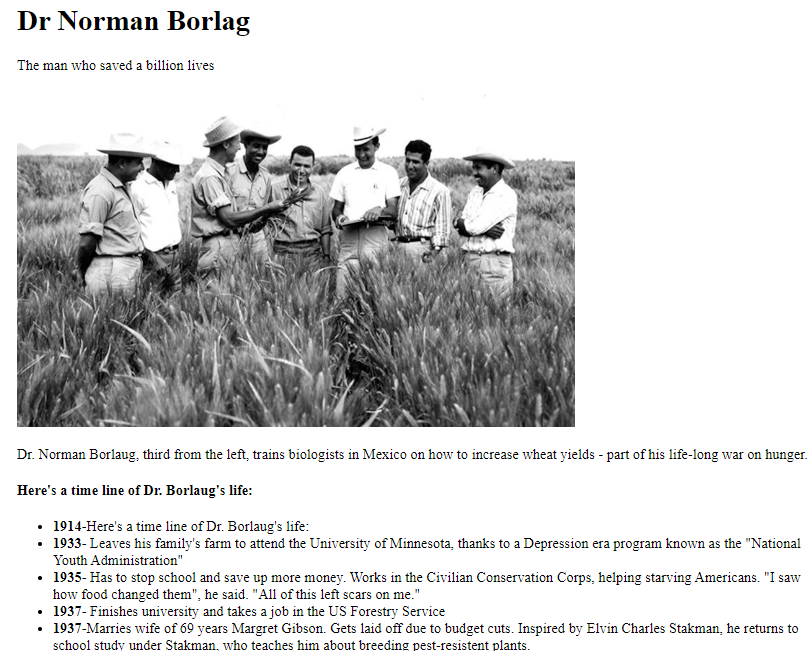 Dr Norman Borlag
The man who saved a billion lives
Dr. Norman Borlaug, third from the left, trains biologists in Mexico on how to increase wheat yields - part of his life-long war on hunger.
Here's a time line of Dr. Borlaug's life:
1914-Here's a time line of Dr. Borlaug's life:
1933- Leaves his family's farm to attend the University of Minnesota, thanks to a Depression era program known as the "National
Youth Administration"
1935- Has to stop school and save up more money. Works in the Civilian Conservation Corps, helping starving Americans. "I saw
how food changed them", he said. "All of this left scars on me."
1937- Finishes university and takes a job in the US Forestry Service
1937-Marries wife of 69 years Margret Gibson. Gets laid off due to budget cuts. Inspired by Elvin Charles Stakman, he returns to
school study under Stakman, who teaches him about breeding pest-resistent plants.